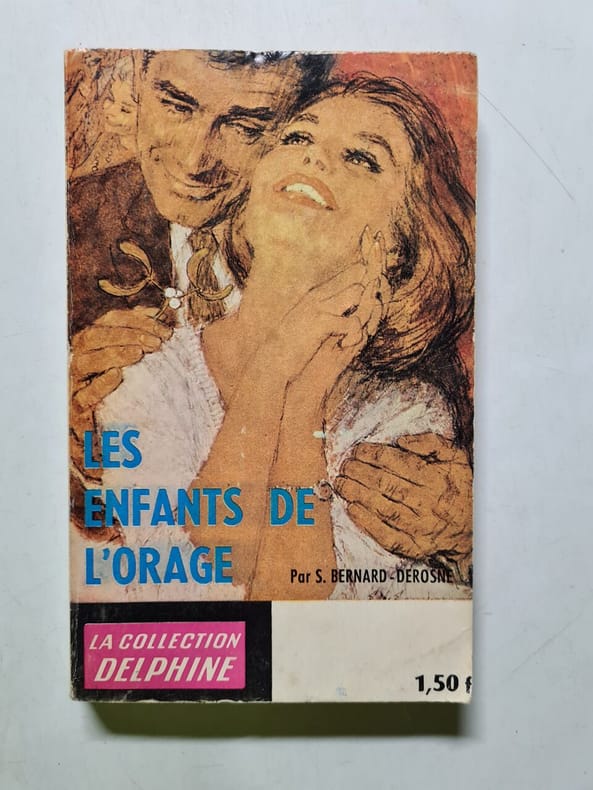 LES
ENFANTS DE
L'ORAGE
Par S. BERNARD-DEROSNE
LA COLLECTION
DELPHINE
1,50 f